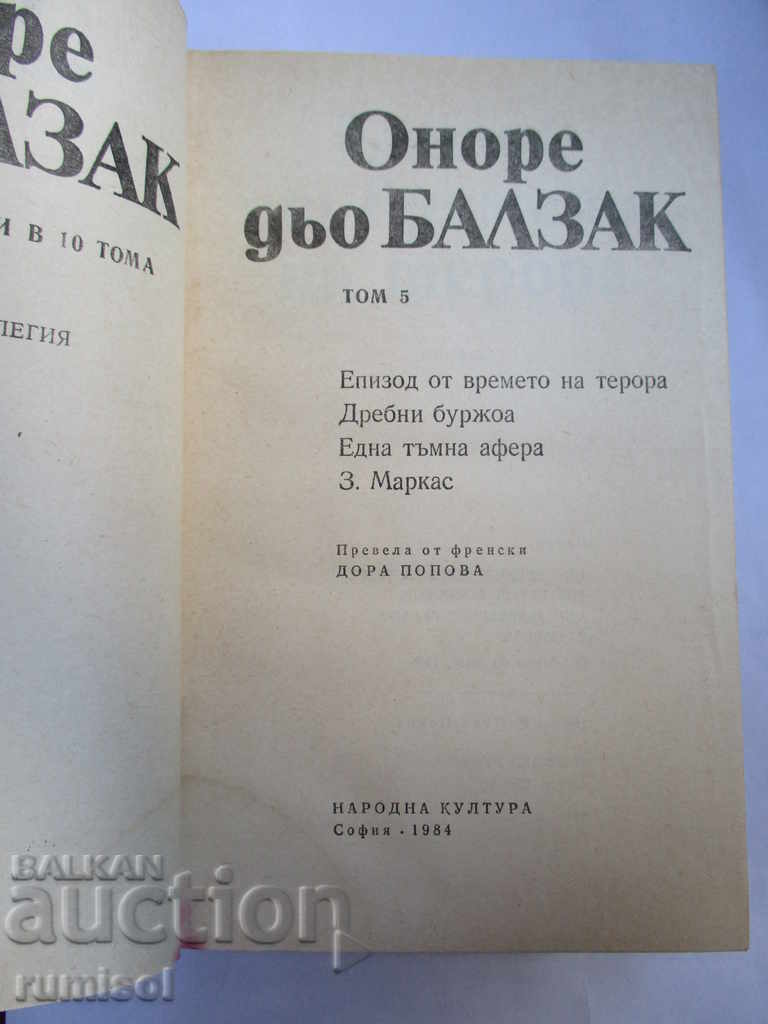 ре
АЗАК
И В 10 ТОМА
ЛЕГИЯ
Оноре
дьо БАЛЗАК
ТОМ 5
Епизод от времето на терора
Дребни буржоа
Една тъмна афера
З. Маркас
Превела от френски
ДОРА ПОПОВА
НАРОДНА КУЛТУРА
София · 1984
BALKAN
auction
rumisol